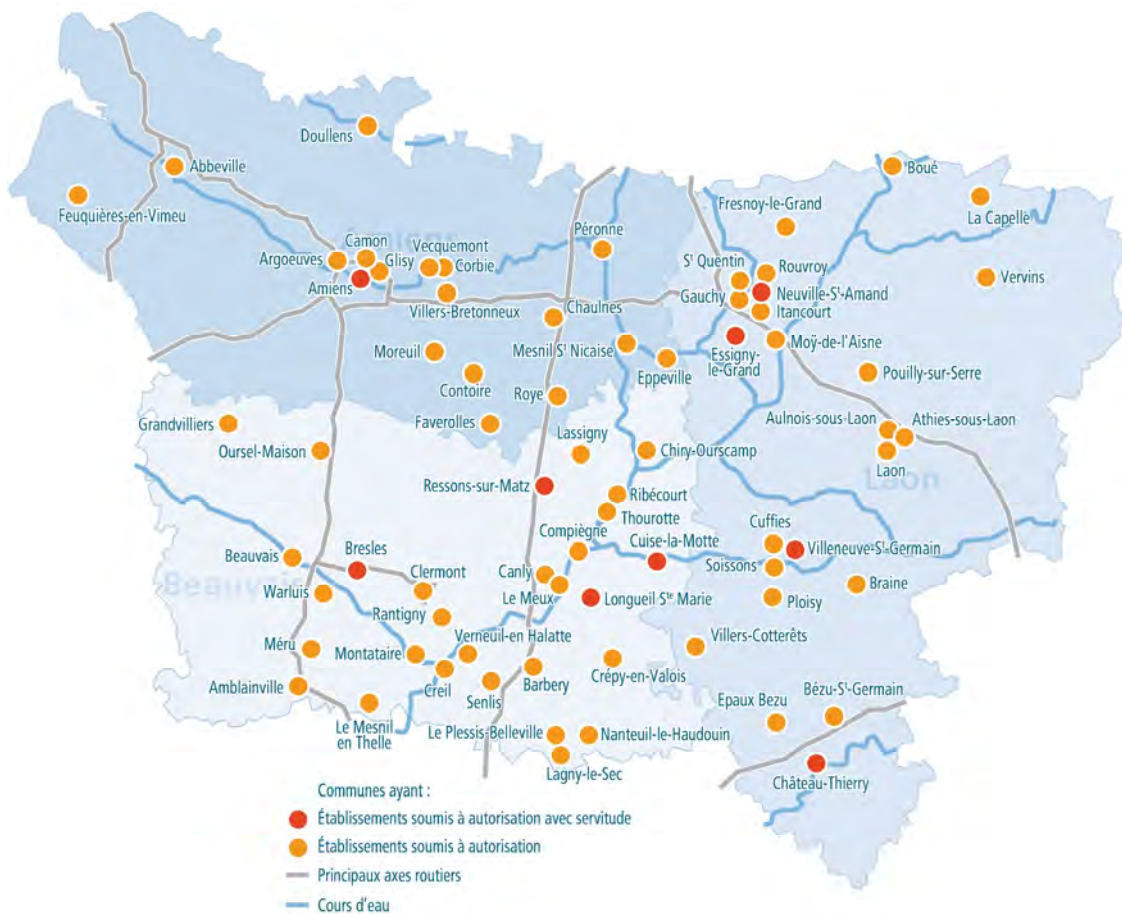 Doullens
Abbeville
Boué
Feuquières-en-Vimeu
Fresnoy-le-Grand
La Capelle
Amiens
Péronne
Camon
Vecquemont
Argoeuves
Glisy
Corbie
Sᵗ Quentin
Rouvroy
Vervins
Amiens
Gauchy
Neuville-Sᵗ-Amand
Villers-Bretonneux
Chaulnes
Itancourt
Moreuil
Mesnil Sᵗ Nicaise
Essigny-
le-Grand
Moÿ-de-l'Aisne
Contoire
Eppeville
Pouilly-sur-Serre
Roye
Grandvilliers
Faverolles
Aulnois-sous-Laon
Athies-sous-Laon
Oursel-Maison
Lassigny
Chiry-Ourscamp
Laon
Laon
Ressons-sur-Matz
Ribécourt
Thourotte
Compiègne
Cuffies
Cuise-la-Motte
Villeneuve-Sᵗ-Germain
Beauvais
Bresles
Soissons
Beauvais
Clermont
Canly
Braine
Warluis
Le Meux
Longueil Sᵗᵉ Marie
Ploisy
Rantigny
Verneuil-en Halatte
Villers-Cotterêts
Méru
Montataire
Crépy-en-Valois
Amblainville
Creil
Senlis
Barbery
Epaux Bezu
Bézu-Sᵗ-Germain
Le Mesnil
en Thelle
Le Plessis-Belleville
Nanteuil-le-Haudouin
Lagny-le-Sec
Château-Thierry
Communes ayant :
Établissements soumis à autorisation avec servitude
Établissements soumis à autorisation
Principaux axes routiers
Cours d'eau